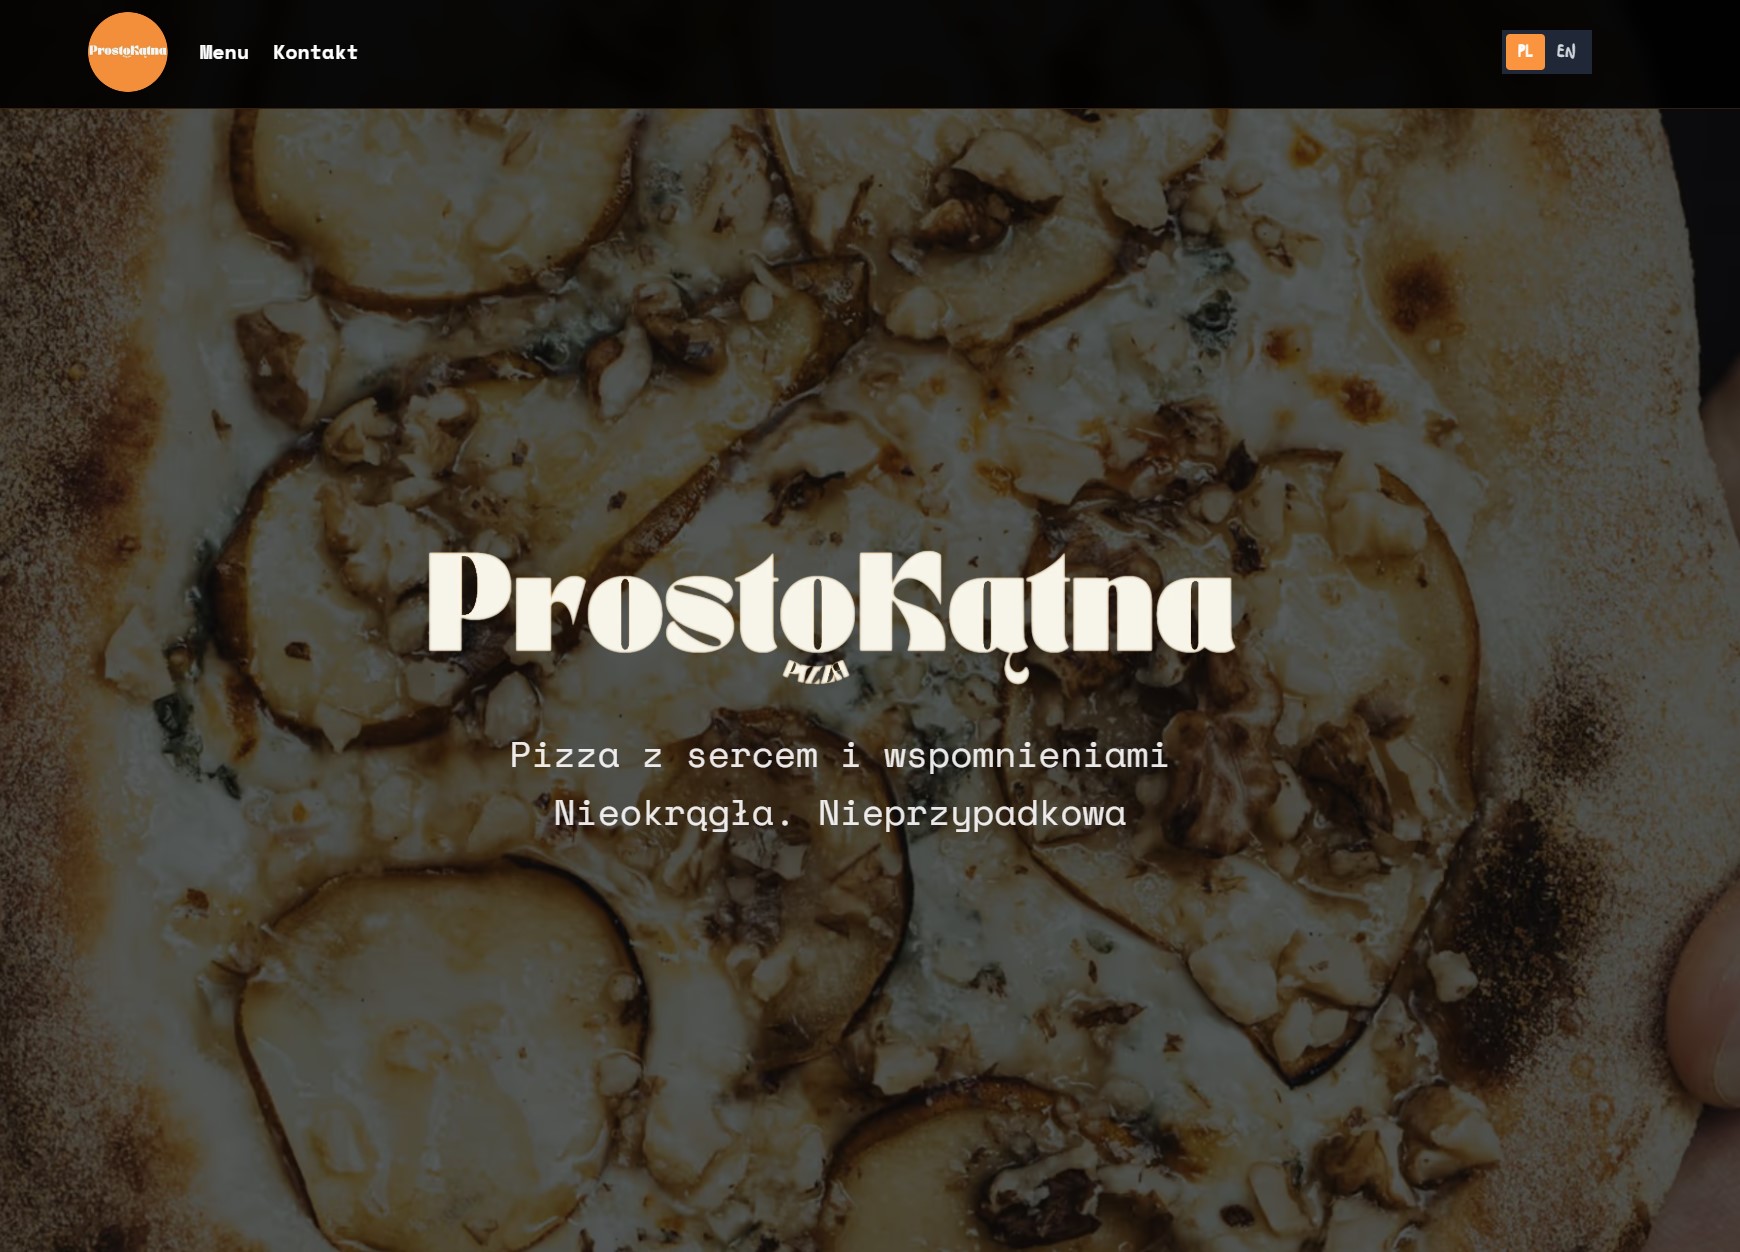 ProstoKątna
Menu
Kontakt
PL
EN
ProstoKątna
PIZZA
Pizza z sercem i wspomnieniami
Nieokrągła. Nieprzypadkowa